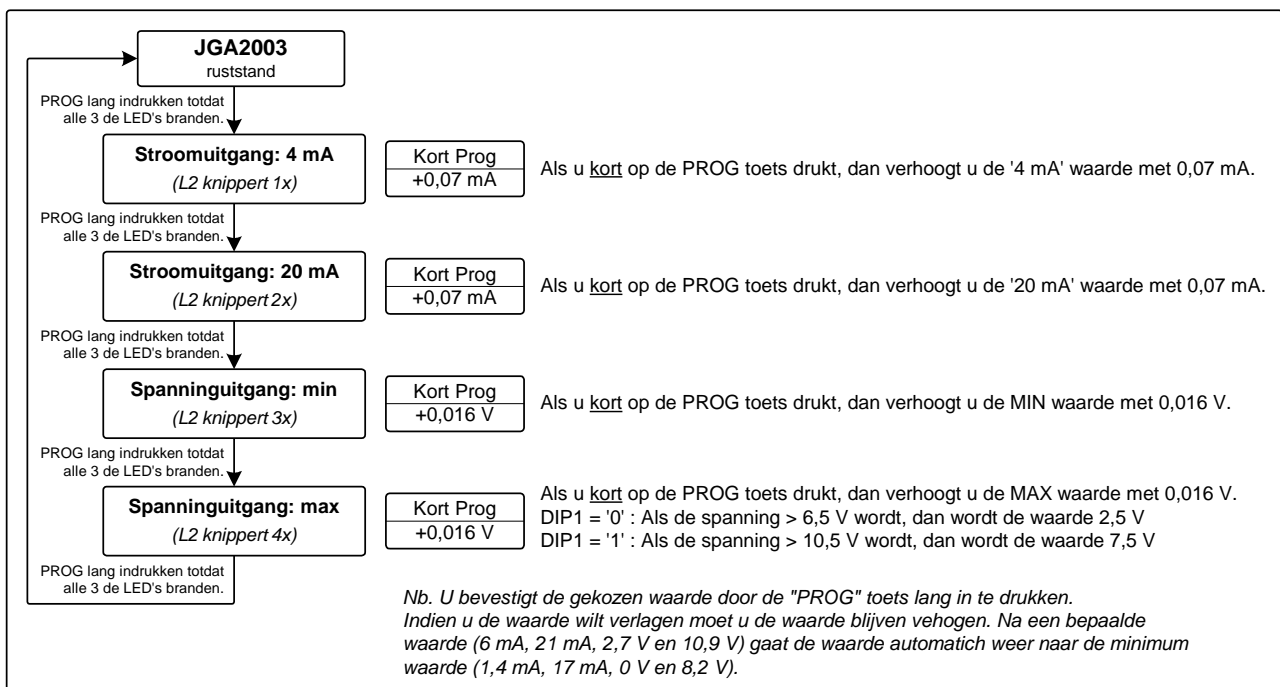 JGA2003
ruststand
PROG lang indrukken totdat
alle 3 de LED's branden.
Stroomuitgang: 4 mA
(L2 knippert 1x)
Kort Prog
+0,07 mA
Als u kort op de PROG toets drukt, dan verhoogt u de '4 mA' waarde met 0,07 mA.
PROG lang indrukken totdat
alle 3 de LED's branden.
Stroomuitgang: 20 mA
(L2 knippert 2x)
Kort Prog
+0,07 mA
Als u kort op de PROG toets drukt, dan verhoogt u de '20 mA' waarde met 0,07 mA.
PROG lang indrukken totdat
alle 3 de LED's branden.
Spanninguitgang: min
(L2 knippert 3x)
Kort Prog
+0,016 V
Als u kort op de PROG toets drukt, dan verhoogt u de MIN waarde met 0,016 V.
PROG lang indrukken totdat
alle 3 de LED's branden.
Spanninguitgang: max
(L2 knippert 4x)
Kort Prog
+0,016 V
Als u kort op de PROG toets drukt, dan verhoogt u de MAX waarde met 0,016 V.
DIP1 = '0' : Als de spanning > 6,5 V wordt, dan wordt de waarde 2,5 V
DIP1 = '1' : Als de spanning > 10,5 V wordt, dan wordt de waarde 7,5 V
PROG lang indrukken totdat
alle 3 de LED's branden.
Nb. U bevestigt de gekozen waarde door de "PROG" toets lang in te drukken.
Indien u de waarde wilt verlagen moet u de waarde blijven vehogen. Na een bepaalde
waarde (6 mA, 21 mA, 2,7 V en 10,9 V) gaat de waarde automatich weer naar de minimum
waarde (1,4 mA, 17 mA, 0 V en 8,2 V).